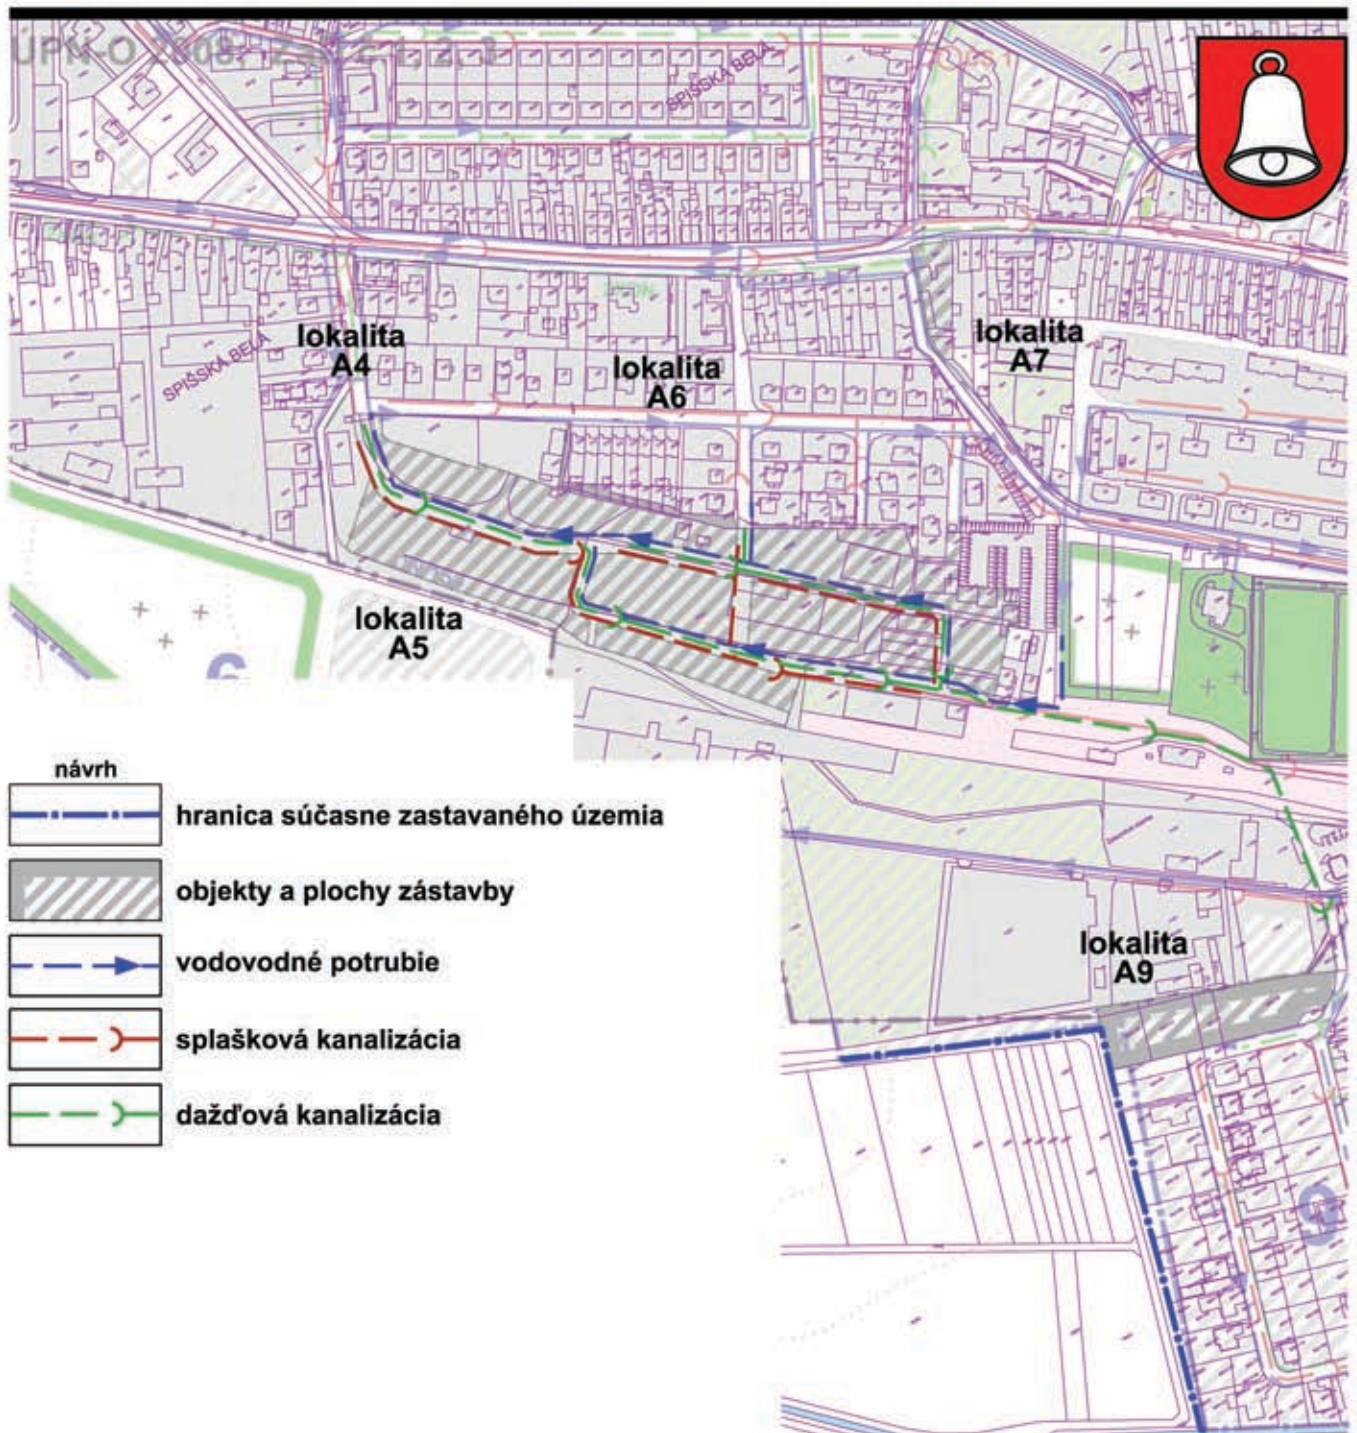 SPIŠSKÁ BELÁ
lokalita
A4
lokalita
A6
lokalita
A7
SPIŠSKÁ BELÁ
lokalita
A5
návrh
hranica súčasne zastavaného územia
objekty a plochy zástavby
vodovodné potrubie
splašková kanalizácia
dažďová kanalizácia
lokalita
A9